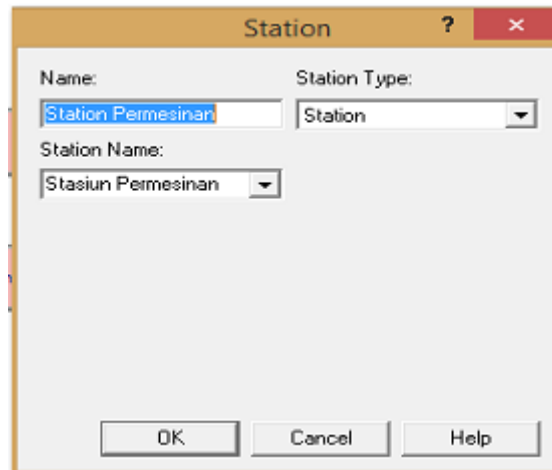 Station ? ×
Name: Station Type:
Station Permesinan Station
Station Name:
Stasiun Permesinan
OK Cancel Help